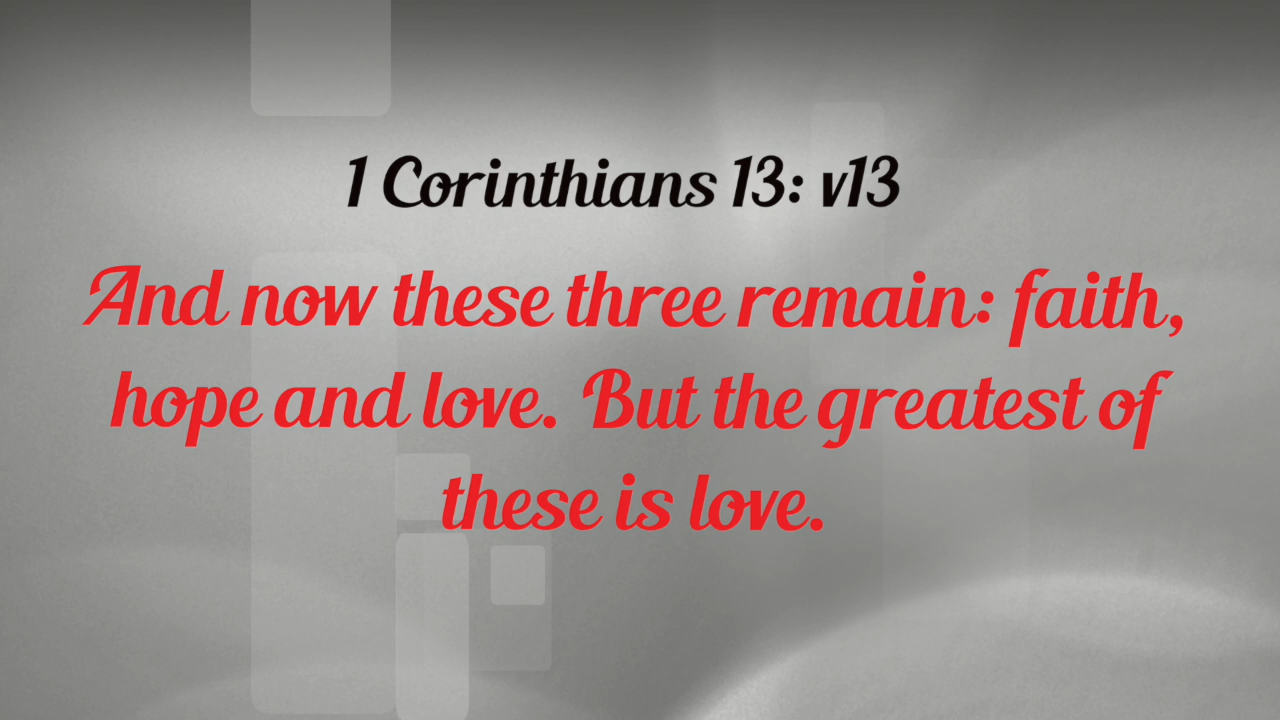 1 Corinthians 13: v13
And now these three remain: faith,
hope and love. But the greatest of
these is love.